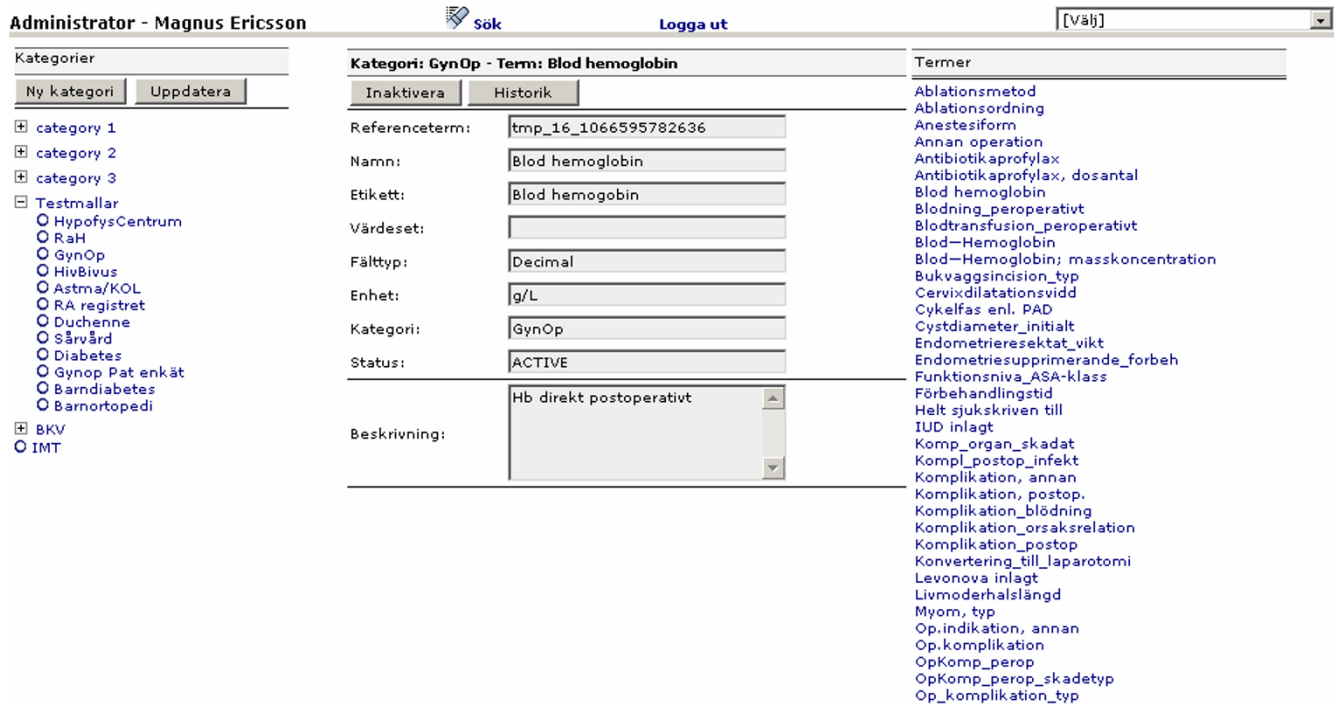 Administrator - Magnus Ericsson
Sök
Logga ut
[Välj]
Kategorier
Ny kategori
Uppdatera
category 1
category 2
category 3
Testmallar
HypofysCentrum
RaH
GynOp
HivBivus
Astma/KOL
RA registret
Duchenne
Sårvård
Diabetes
Gynop Pat enkät
Barndiabetes
Barnortopedi
BKV
IMT
Kategori: GynOp - Term: Blod hemoglobin
Inaktivera
Historik
Referenceterm: tmp_16_1066595782636
Namn: Blod hemoglobin
Etikett: Blod hemogobin
Värdeset:
Fälttyp: Decimal
Enhet: g/L
Kategori: GynOp
Status: ACTIVE
Beskrivning: Hb direkt postoperativt
Termer
Ablationsmetod
Ablationsordning
Anestesiform
Annan operation
Antibiotikaprofylax
Antibiotikaprofylax, dosantal
Blod hemoglobin
Blodning_peroperativt
Blodtransfusion_peroperativt
Blod—Hemoglobin
Blod—Hemoglobin; masskoncentration
Bukvaggsincision_typ
Cervixdilatationsvidd
Cykelfas enl. PAD
Cystdiameter_initialt
Endometrieresektat_vikt
Endometriesupprimerande_forbeh
Funktionsniva_ASA-klass
Förbehandlingstid
Helt sjukskriven till
IUD inlagt
Komp_organ_skadat
Kompl_postop_infekt
Komplikation, annan
Komplikation, postop.
Komplikation_blödning
Komplikation_orsaksrelation
Komplikation_postop
Konvertering_till_laparotomi
Levonova inlagt
Livmoderhalslängd
Myom, typ
Op.indikation, annan
Op.komplikation
OpKomp_perop
OpKomp_perop_skadetyp
Op_komplikation_typ